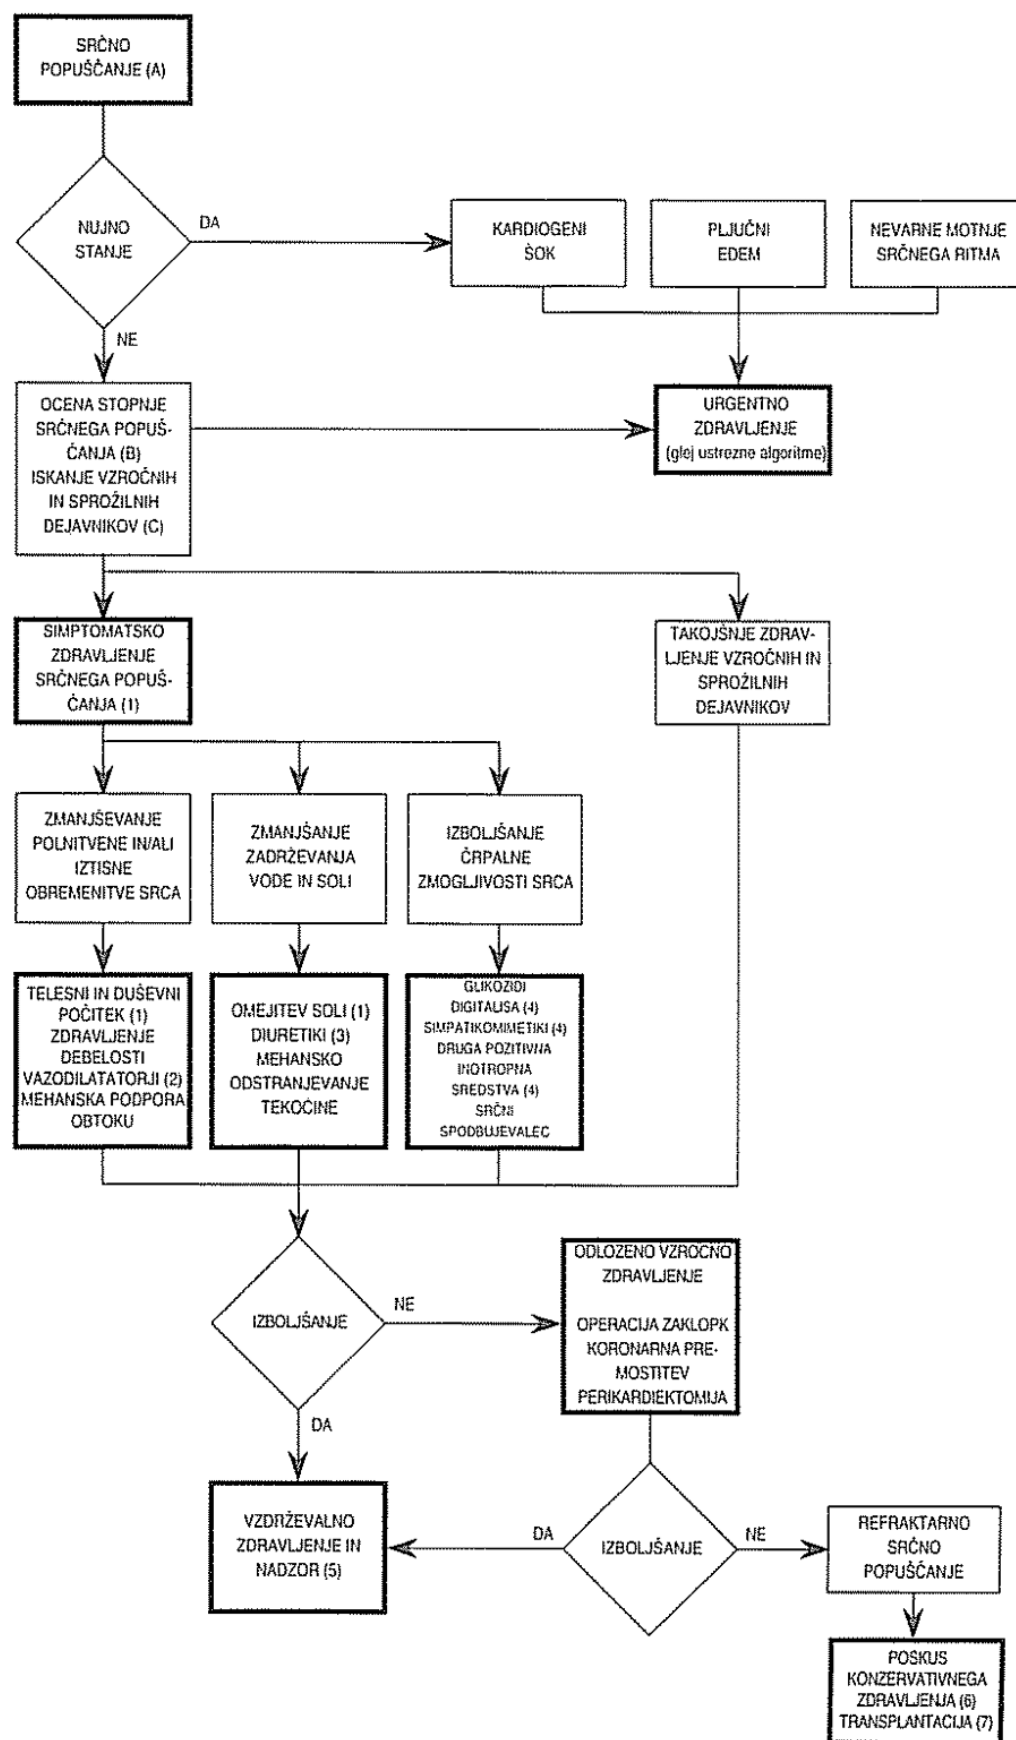 SRČNO
POPUŠČANJE (A)
NUJNO
STANJE
DA
KARDIOGENI
ŠOK
PLJUČNI
EDEM
NEVARNE MOTNJE
SRČNEGA RITMA
NE
OCENA STOPNJE
SRČNEGA POPUŠ-
ČANJA (B)
ISKANJE VZROČNIH
IN SPROŽILNIH
DEJAVNIKOV (C)
URGENTNO
ZDRAVLJENJE
(glej ustrezne algoritme)
SIMPTOMATSKO
ZDRAVLJENJE
SRČNEGA POPUŠ-
ČANJA (1)
TAKOJŠNJE ZDRAV-
LJENJE VZROČNIH IN
SPROŽILNIH
DEJAVNIKOV
ZMANJŠEVANJE
POLNITVENE IN/ALI
IZTISNE
OBREMENITVE SRCA
ZMANJŠANJE
ZADRŽEVANJA
VODE IN SOLI
IZBOLJŠANJE
ČRPALNE
ZMOGLJIVOSTI SRCA
TELESNI IN DUŠEVNI
POČITEK (1)
ZDRAVLJENJE
DEBELOSTI
VAZODILATATORJI (2)
MEHANSKA PODPORA
OBTOKU
OMEJITEV SOLI (1)
DIURETIKI (3)
MEHANSKO
ODSTRANJEVANJE
TEKOČINE
GLIKOZIDI
DIGITALISA (4)
SIMPATIKOMIMETIKI (4)
DRUGA POZITIVNA
INOTROPNA
SREDSTVA (4)
SRČNI
SPODBUJEVALEC
IZBOLJŠANJE
NE
ODLOZENO VZROCNO
ZDRAVLJENJE
OPERACIJA ZAKLOPK
KORONARNA PRE-
MOSTITEV
PERIKARDIEKTOMIJA
DA
VZDRŽEVALNO
ZDRAVLJENJE IN
NADZOR (5)
DA
IZBOLJŠANJE
NE
REFRAKTARNO
SRČNO
POPUŠČANJE
POSKUS
KONZERVATIVNEGA
ZDRAVLJENJA (6)
TRANSPLANTACIJA (7)